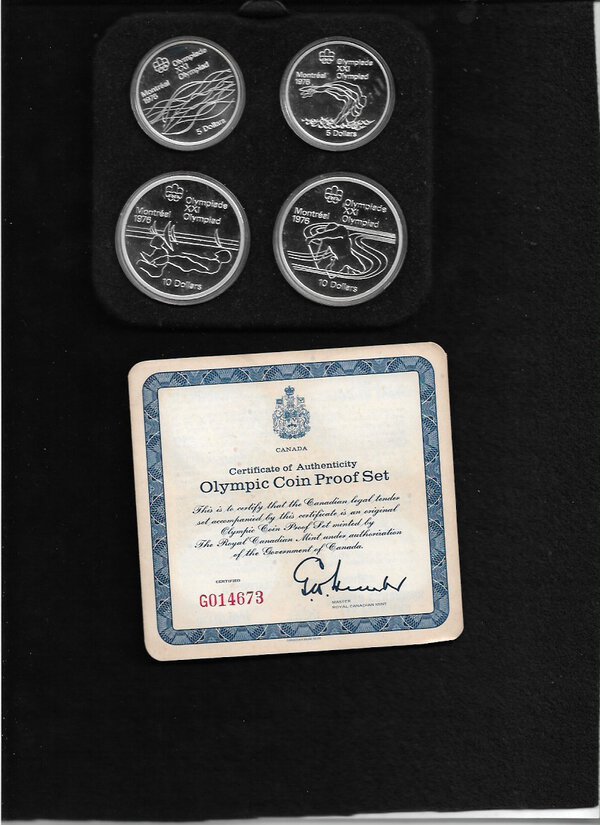 Olympiade
XXI
Olympiad
Montréal
1976
5 Dollars
Olympiade
XXI
Olympiad
Montréal
1976
5 Dollars
Olympiade
XXI
Olympiad
Montréal
1976
10 Dollars
Olympiade
XXI
Olympiad
Montréal
1976
10 Dollars
CANADA
Certificate of Authenticity
Olympic Coin Proof Set
This is to certify that the Canadian legal tender
set accompanied by this certificate is an original
Olympic Coin Proof Set minted by
The Royal Canadian Mint under authorization
of the Government of Canada.
CERTIFIED
G014673
MASTER
ROYAL CANADIAN MINT